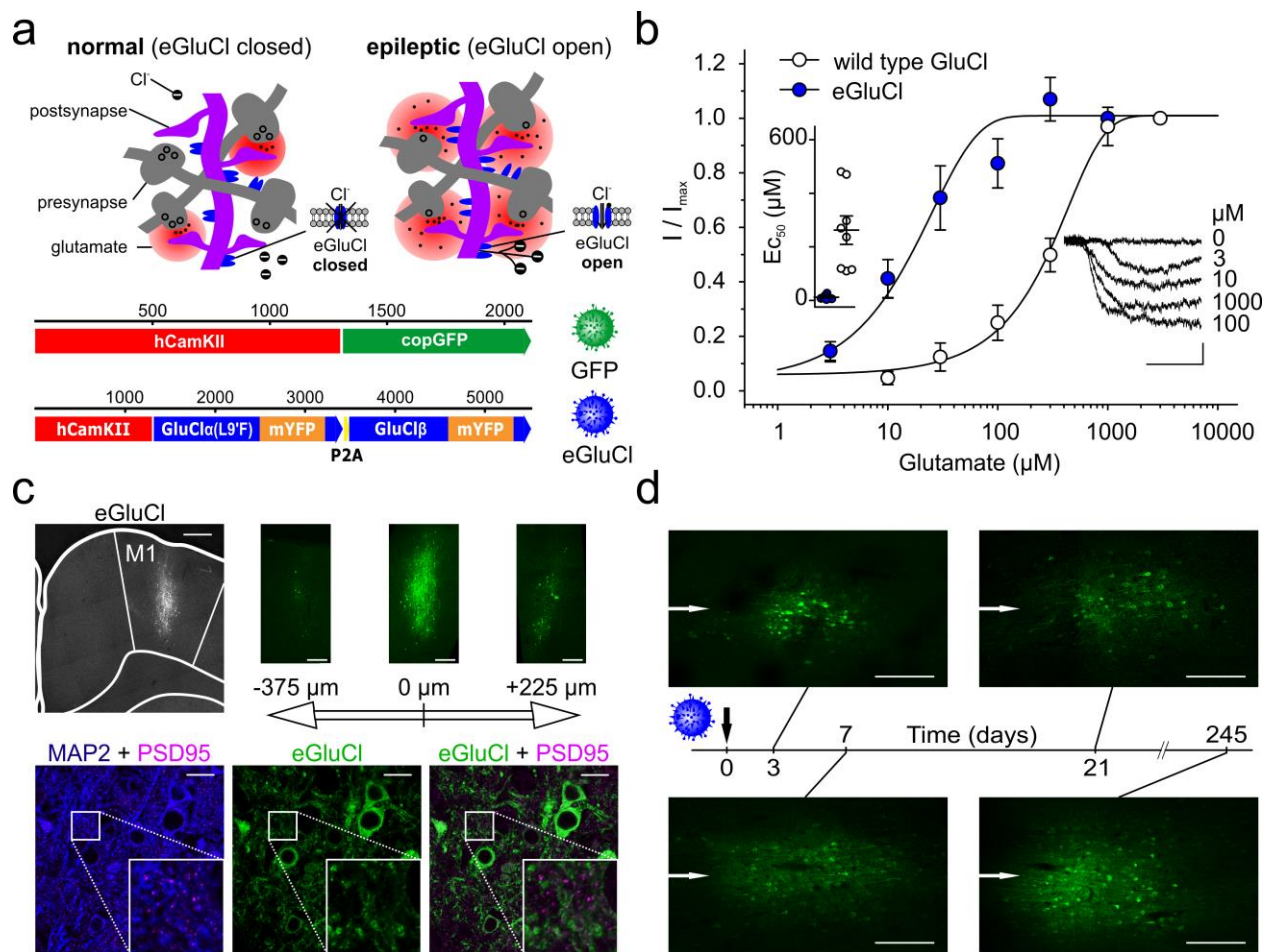 a
normal (eGluCl closed)
epileptic (eGluCl open)
Cl-
postsynapse
presynapse
glutamate
Cl-
eGluCl
closed
Cl-
eGluCl
open
500 1000 1500 2000
hCamKII copGFP
GFP
1000 2000 3000 4000 5000
hCamKII GluClα(L9'F) mYFP GluClβ mYFP
P2A
eGluCl
b
wild type GluCl
eGluCl
I / Imax
1.2
1.0
0.8
0.6
0.4
0.2
0.0
1 10 100 1000 10000
Glutamate (µM)
Ec50 (µM)
600
0
µM
0
3
10
1000
100
c
eGluCl
M1
-375 µm 0 µm +225 µm
MAP2 + PSD95
eGluCl
eGluCl + PSD95
d
7 Time (days) 245
0 3 21